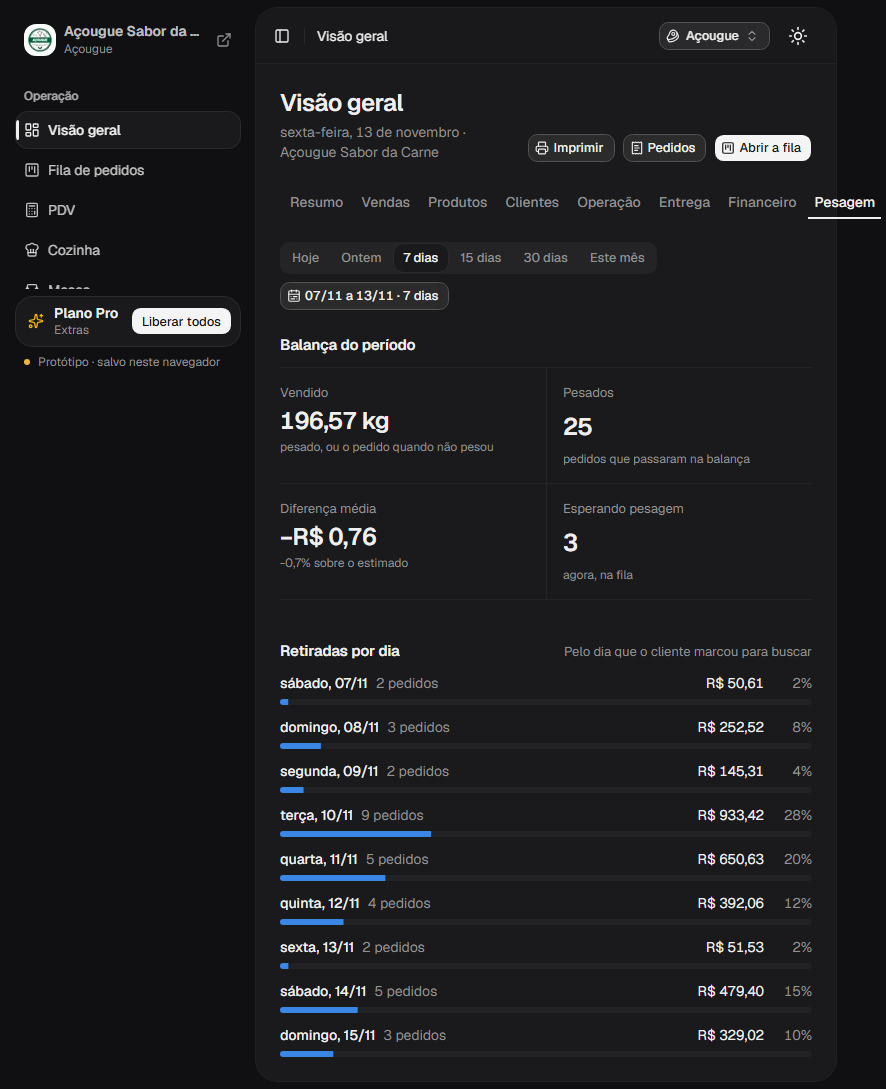 Açougue Sabor da ...
Açougue
Operação
Visão geral
Fila de pedidos
PDV
Cozinha
Plano Pro
Extras
Liberar todos
Protótipo · salvo neste navegador
Visão geral
Açougue
Visão geral
sexta-feira, 13 de novembro ·
Açougue Sabor da Carne
Imprimir
Pedidos
Abrir a fila
Resumo Vendas Produtos Clientes Operação Entrega Financeiro Pesagem
Hoje Ontem 7 dias 15 dias 30 dias Este mês
07/11 a 13/11 · 7 dias
Balança do período
Vendido
196,57 kg
pesado, ou o pedido quando não pesou
Pesados
25
pedidos que passaram na balança
Diferença média
−R$ 0,76
-0,7% sobre o estimado
Esperando pesagem
3
agora, na fila
Retiradas por dia Pelo dia que o cliente marcou para buscar
sábado, 07/11 2 pedidos R$ 50,61 2%
domingo, 08/11 3 pedidos R$ 252,52 8%
segunda, 09/11 2 pedidos R$ 145,31 4%
terça, 10/11 9 pedidos R$ 933,42 28%
quarta, 11/11 5 pedidos R$ 650,63 20%
quinta, 12/11 4 pedidos R$ 392,06 12%
sexta, 13/11 2 pedidos R$ 51,53 2%
sábado, 14/11 5 pedidos R$ 479,40 15%
domingo, 15/11 3 pedidos R$ 329,02 10%